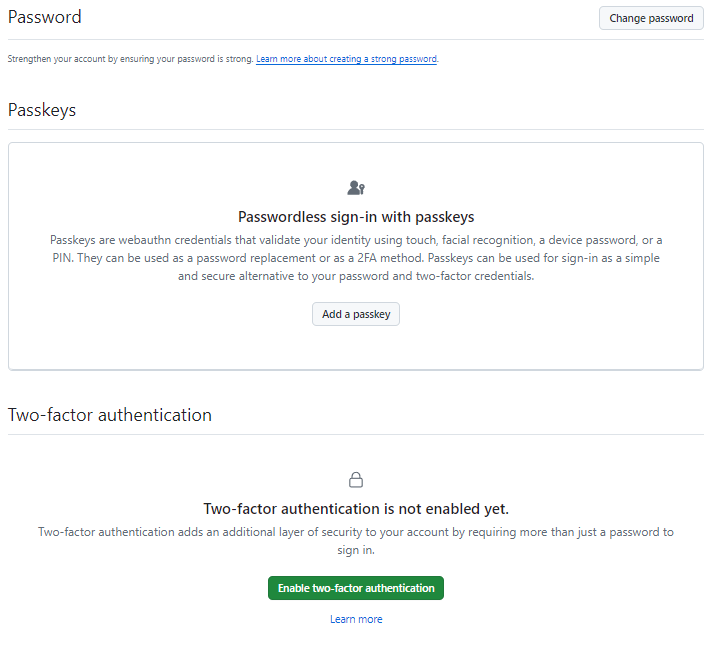 Password
Change password
Strengthen your account by ensuring your password is strong. Learn more about creating a strong password.
Passkeys
Passwordless sign-in with passkeys
Passkeys are webauthn credentials that validate your identity using touch, facial recognition, a device password, or a
PIN. They can be used as a password replacement or as a 2FA method. Passkeys can be used for sign-in as a simple
and secure alternative to your password and two-factor credentials.
Add a passkey
Two-factor authentication
Two-factor authentication is not enabled yet.
Two-factor authentication adds an additional layer of security to your account by requiring more than just a password to
sign in.
Enable two-factor authentication
Learn more